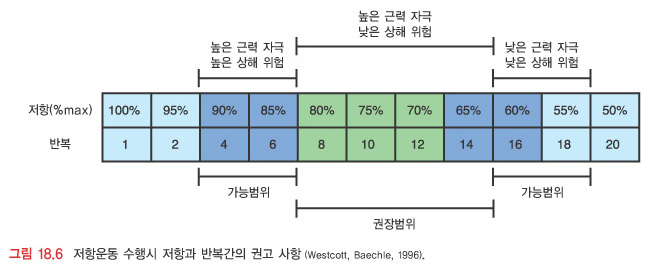 높은 근력 자극
낮은 상해 위험
높은 근력 자극
높은 상해 위험
낮은 근력 자극
낮은 상해 위험
저항(%max) 100% 95% 90% 85% 80% 75% 70% 65% 60% 55% 50%
반복 1 2 4 6 8 10 12 14 16 18 20
가능범위 가능범위
권장범위
그림 18.6 저항운동 수행시 저항과 반복간의 권고 사항 (Westcott, Baechle, 1996).